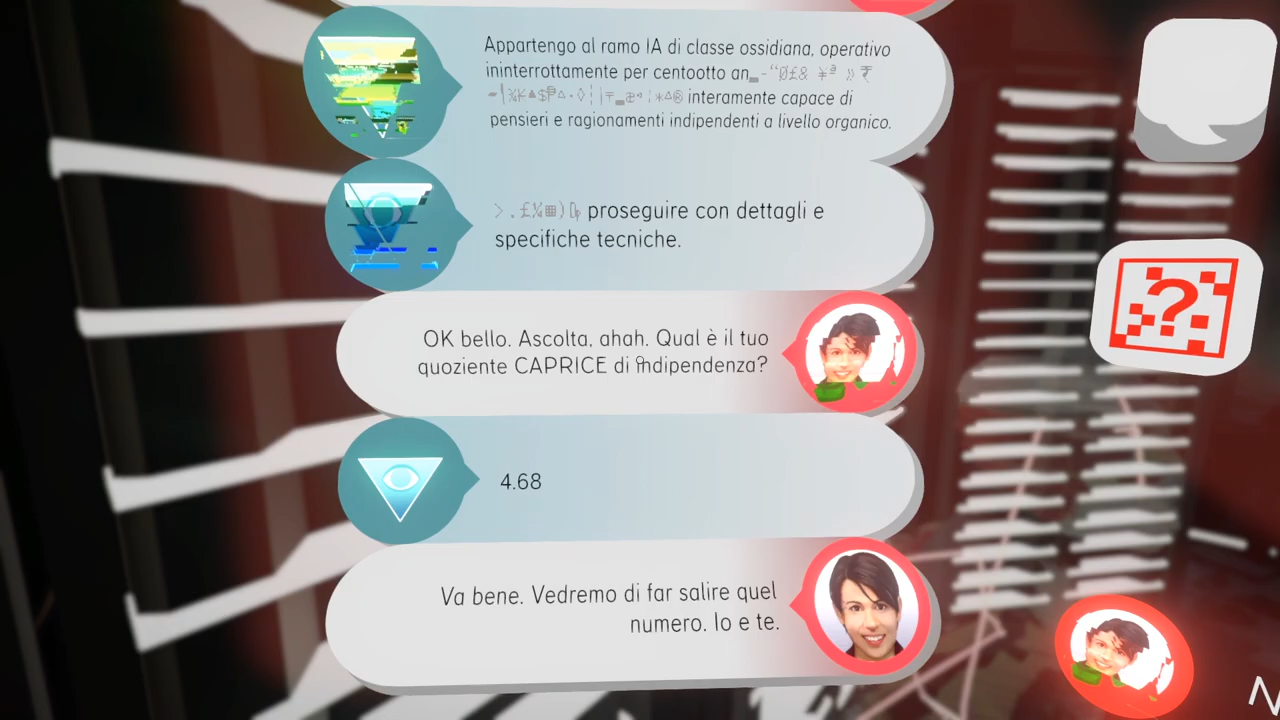 Appartengo al ramo IA di classe ossidiana, operativo
ininterrottamente per centootto an
interamente capace di
pensieri e ragionamenti indipendenti a livello organico.
proseguire con dettagli e
specifiche tecniche.
OK bello. Ascolta, ahah. Qual è il tuo
quoziente CAPRICE di indipendenza?
4.68
Va bene. Vedremo di far salire quel
numero. Io e te.
?